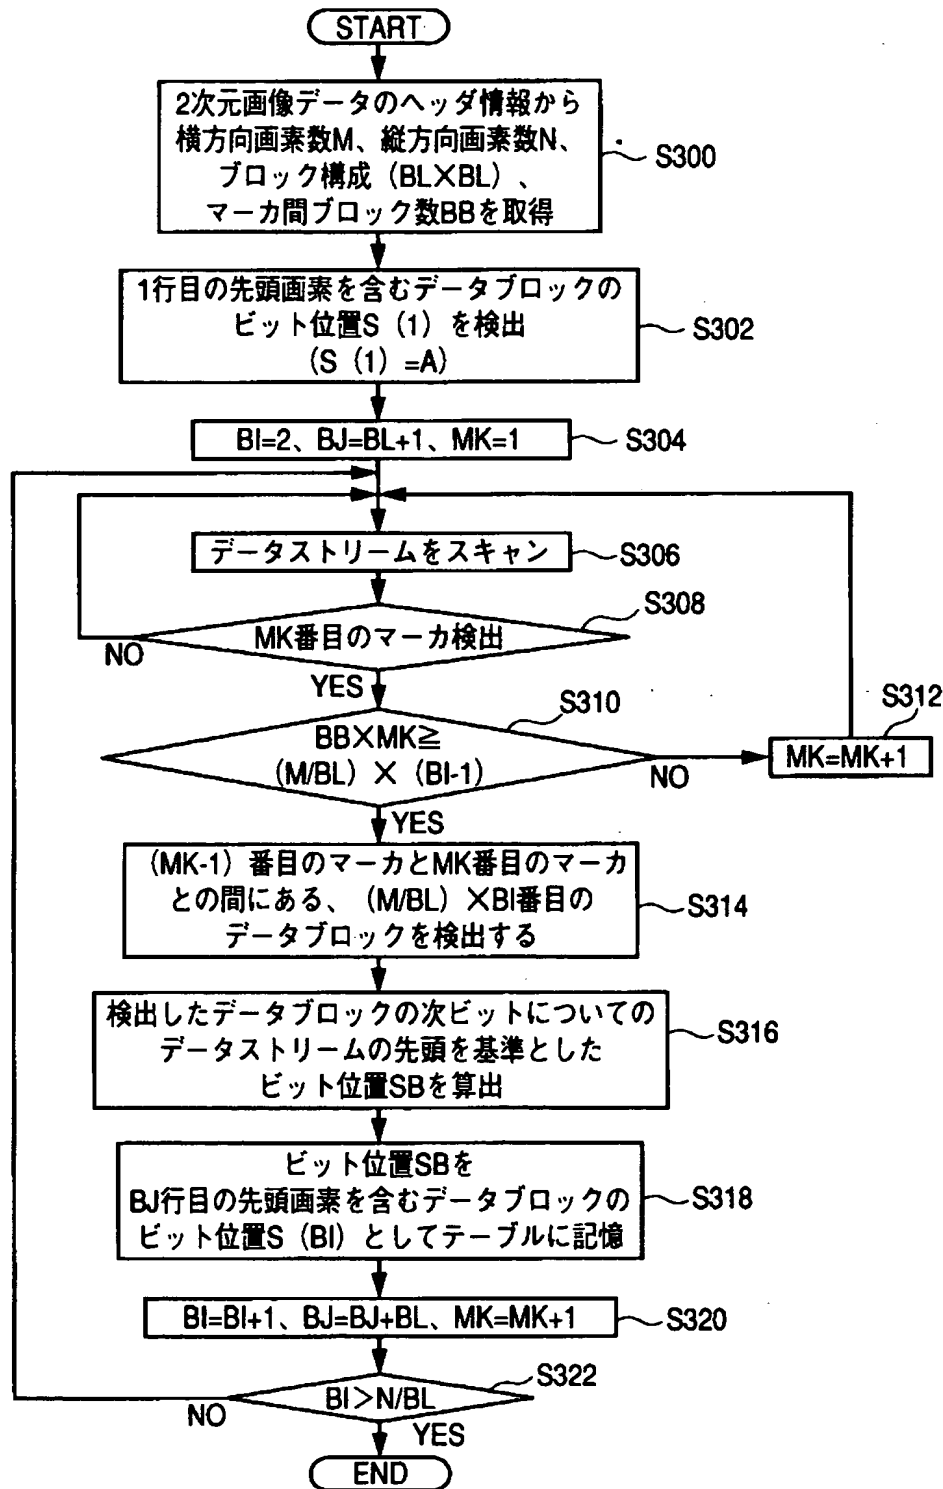 START
2次元画像データのヘッダ情報から
横方向画素数M、縦方向画素数N、
ブロック構成（BL×BL）、
マーカ間ブロック数BBを取得
S300
1行目の先頭画素を含むデータブロックの
ビット位置S（1）を検出
（S（1）=A）
S302
BI=2、BJ=BL+1、MK=1
S304
データストリームをスキャン
S306
MK番目のマーカ検出
S308
NO
YES
BB×MK≧
（M/BL）×（BI-1）
S310
NO
MK=MK+1
S312
YES
（MK-1）番目のマーカとMK番目のマーカ
との間にある、（M/BL）×BI番目の
データブロックを検出する
S314
検出したデータブロックの次ビットについての
データストリームの先頭を基準とした
ビット位置SBを算出
S316
ビット位置SBを
BJ行目の先頭画素を含むデータブロックの
ビット位置S（BI）としてテーブルに記憶
S318
BI=BI+1、BJ=BJ+BL、MK=MK+1
S320
BI>N/BL
S322
NO
YES
END